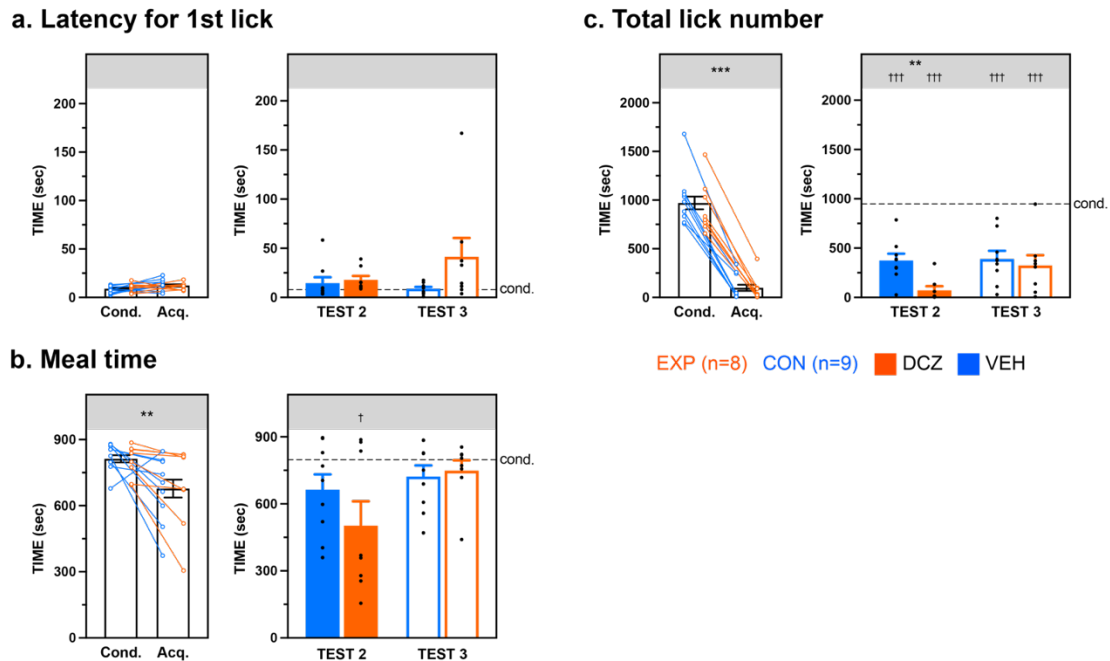 a. Latency for 1st lick
TIME (sec)
200
150
100
50
0
Cond. Acq.
TIME (sec)
200
150
100
50
0
TEST 2 TEST 3
cond.
b. Meal time
TIME (sec)
900
600
300
0
**
Cond. Acq.
TIME (sec)
900
600
300
0
†
TEST 2 TEST 3
cond.
c. Total lick number
TIME (sec)
2000
1500
1000
500
0
***
Cond. Acq.
TIME (sec)
2000
1500
1000
500
0
**
††† ††† ††† †††
TEST 2 TEST 3
cond.
EXP (n=8) CON (n=9) DCZ VEH